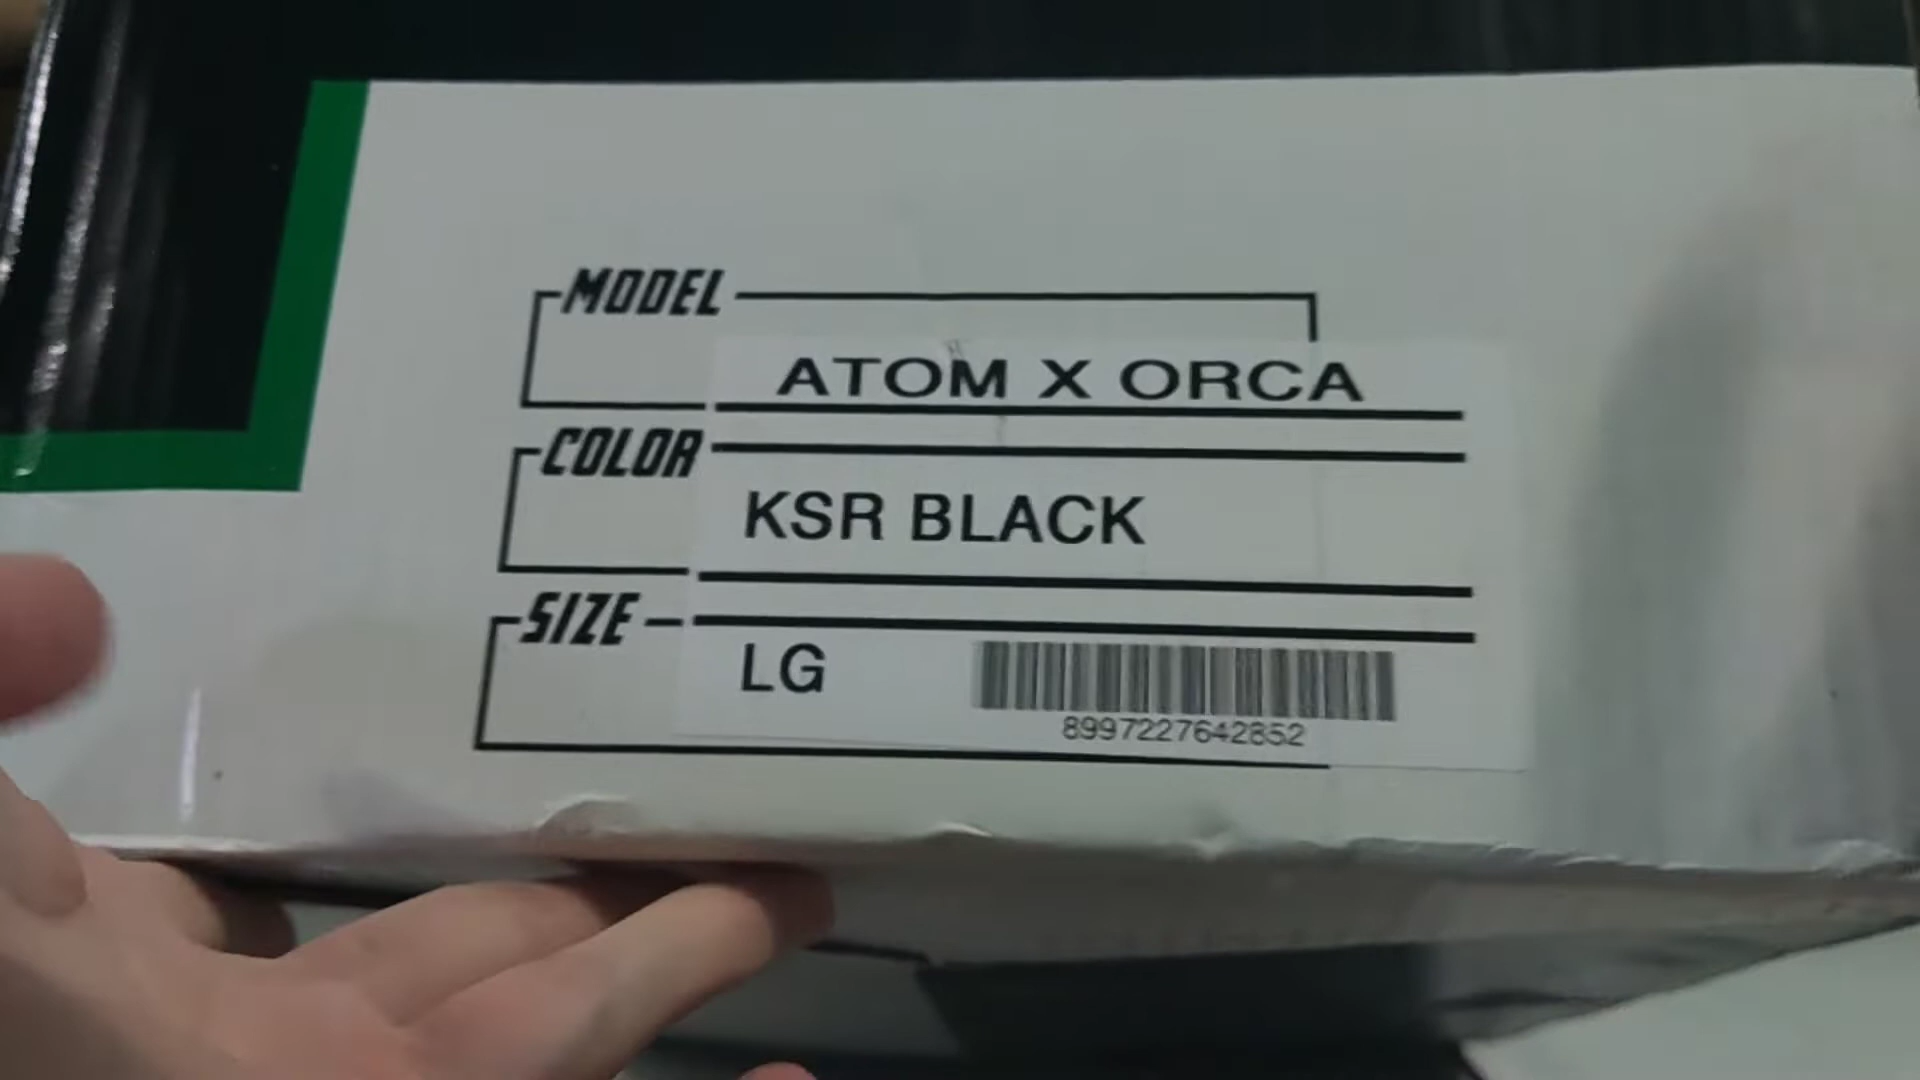 MODEL
ATOM X ORCA
COLOR
KSR BLACK
SIZE
LG
8997227642852